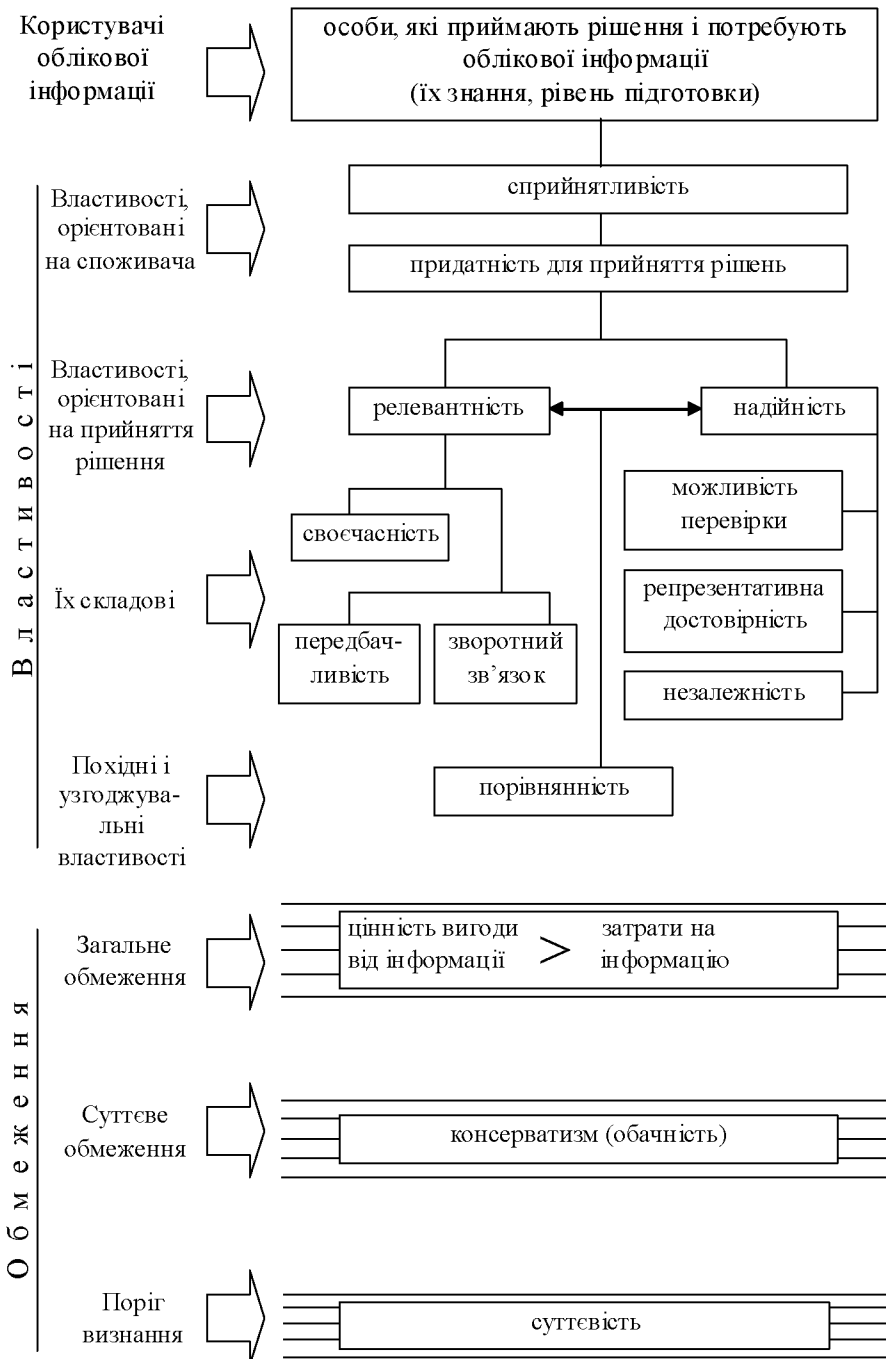 Користувачі
облікової
інформації
особи, які приймають рішення і потребують
облікової інформації
(їх знання, рівень підготовки)
Властивості
Властивості,
орієнтовані
на споживача
сприйнятливість
придатність для прийняття рішень
Властивості,
орієнтовані
на прийняття
рішення
релевантність
надійність
Їх складові
своєчасність
передбач-
ливість
зворотний
зв’язок
можливість
перевірки
репрезентативна
достовірність
незалежність
Похідні і
узгоджува-
льні
властивості
порівнянність
Обмеження
Загальне
обмеження
цінність вигоди
від інформації
>
затрати на
інформацію
Суттєве
обмеження
консерватизм (обачність)
Поріг
визнання
суттєвість